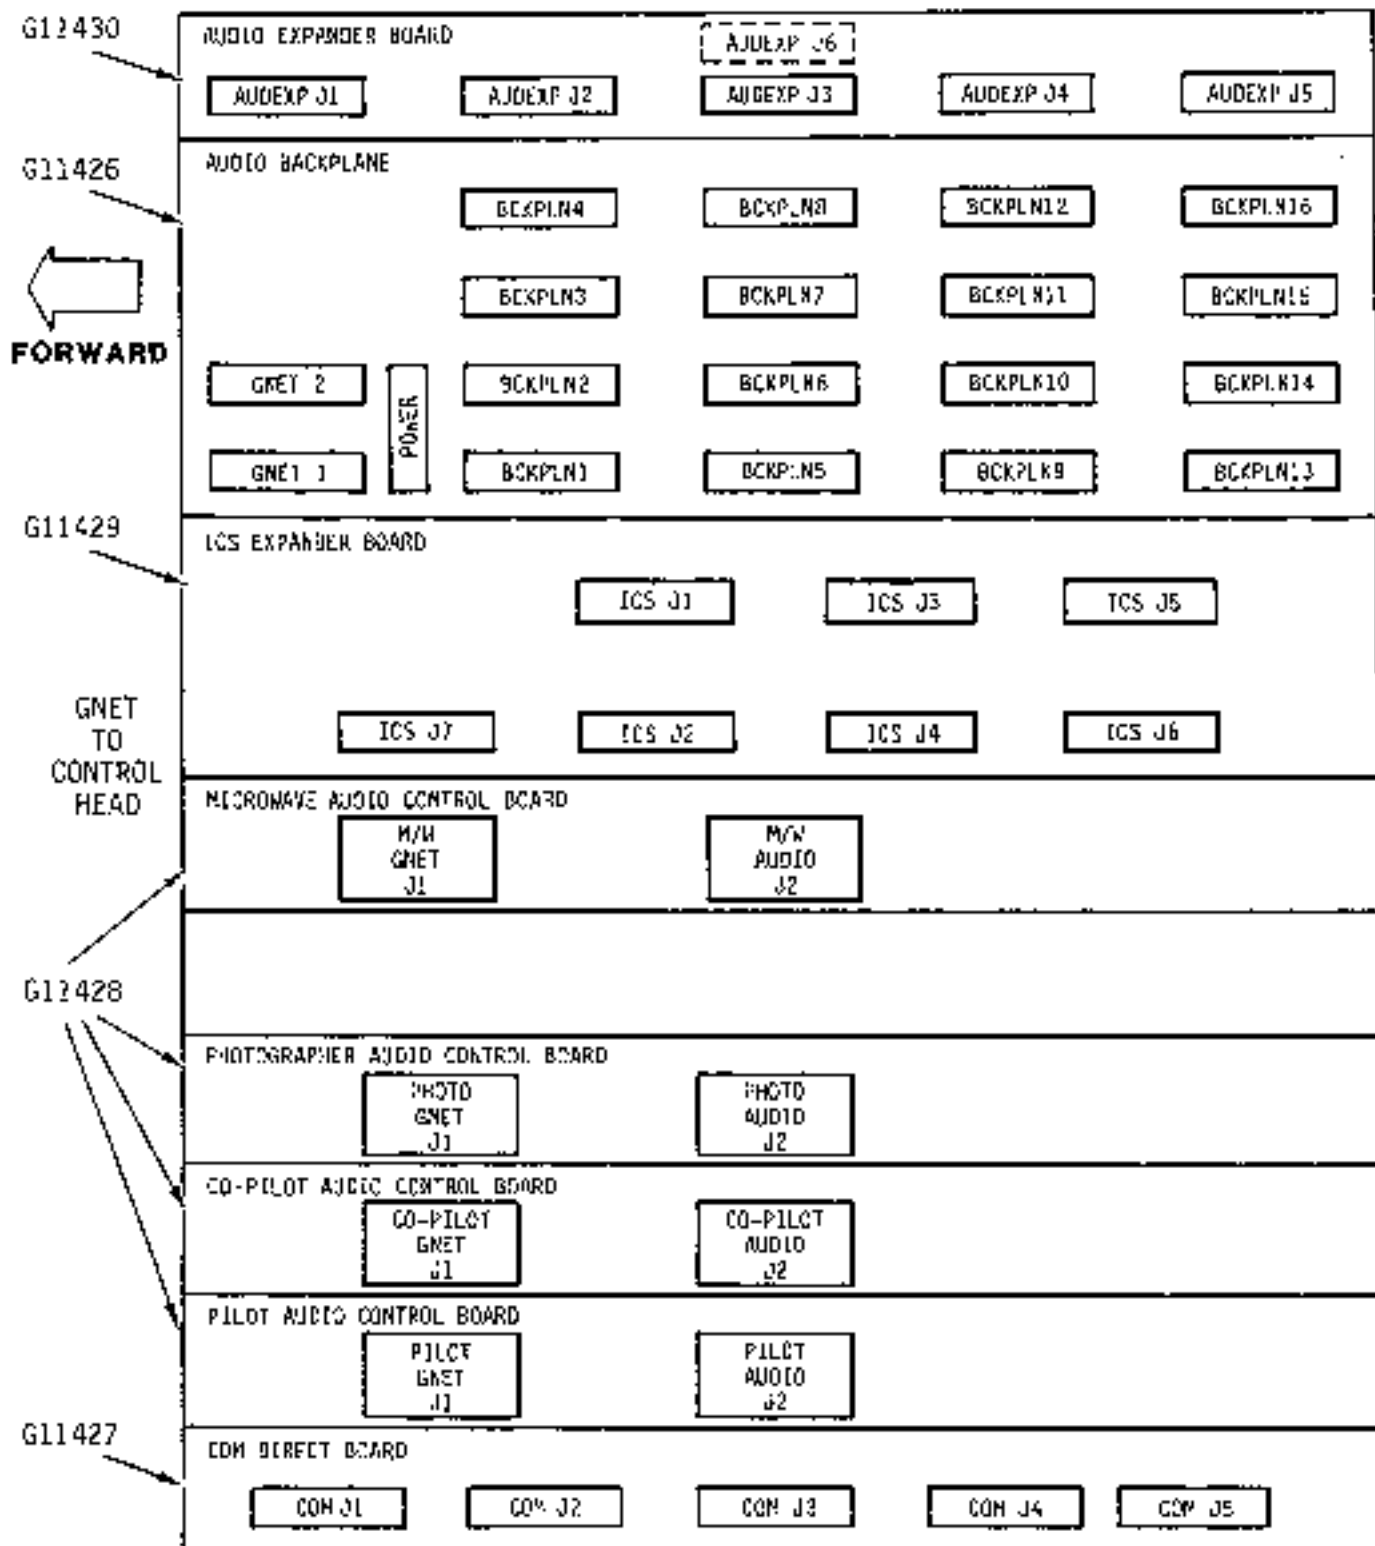 G12430
AUDIO EXPANDER BOARD
AUDEXP J6
AUDEXP J1
AUDEXP J2
AUDEXP J3
AUDEXP J4
AUDEXP J5
G11426
AUDIO BACKPLANE
BCKPLN4
BCKPLN8
BCKPLN12
BCKPLN16
FORWARD
BCKPLN3
BCKPLN7
BCKPLN11
BCKPLN15
GNET 2
POWER
BCKPLN2
BCKPLN6
BCKPLN10
BCKPLN14
GNET 1
BCKPLN1
BCKPLN5
BCKPLN9
BCKPLN13
G11429
ICS EXPANDER BOARD
ICS J1
ICS J3
ICS J5
ICS J7
ICS J2
ICS J4
ICS J6
GNET
TO
CONTROL
HEAD
MICROWAVE AUDIO CONTROL BOARD
M/W
GNET
J1
M/W
AUDIO
J2
G12428
PHOTOGRAPHER AUDIO CONTROL BOARD
PHOTO
GNET
J1
PHOTO
AUDIO
J2
CO-PILOT AUDIO CONTROL BOARD
CO-PILOT
GNET
J1
CO-PILOT
AUDIO
J2
PILOT AUDIO CONTROL BOARD
PILOT
GNET
J1
PILOT
AUDIO
J2
G11427
COM DIRECT BOARD
COM J1
COM J2
COM J3
COM J4
COM J5